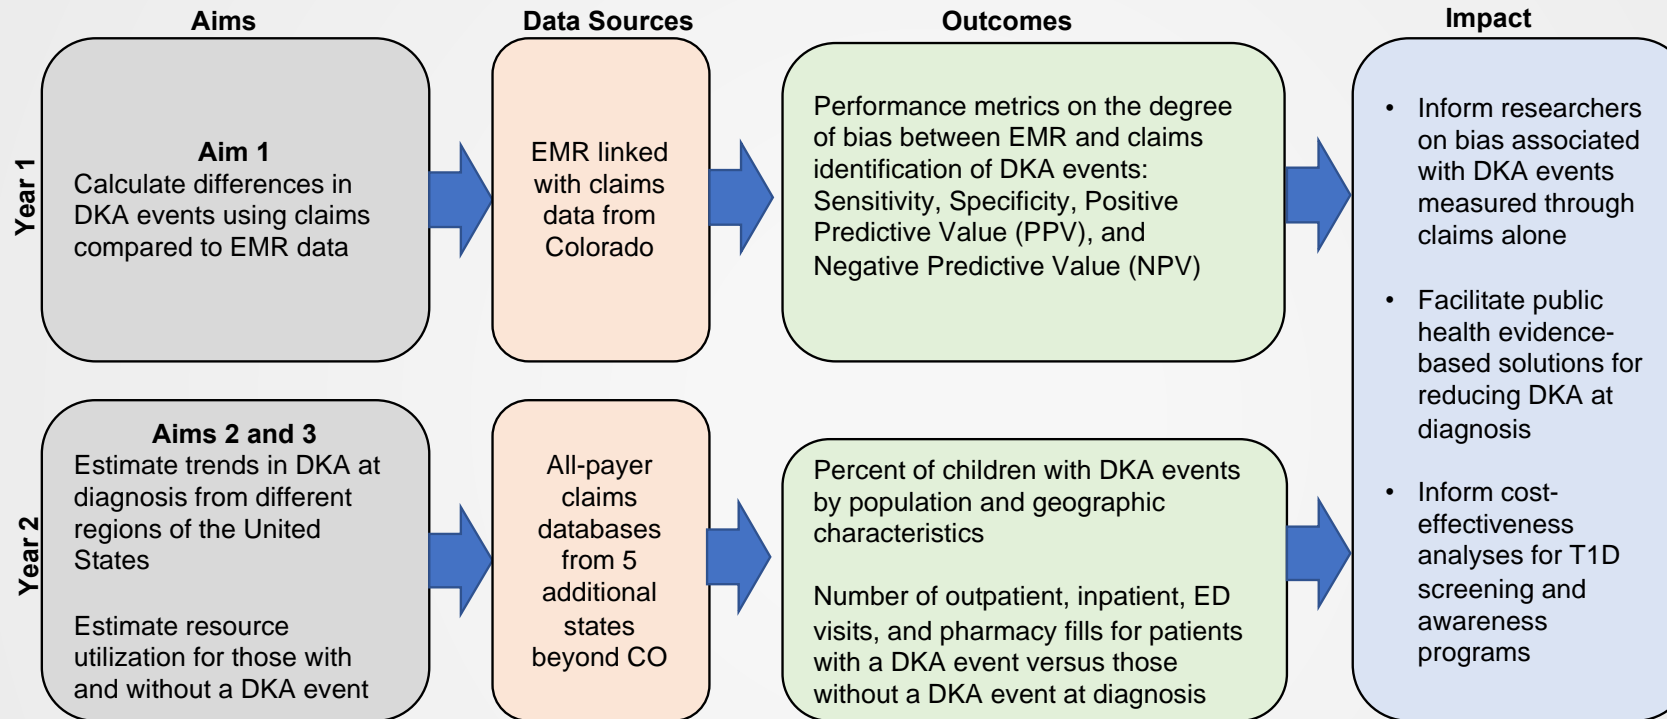 Aims
Data Sources
Outcomes
Impact
Year 1
Aim 1
Calculate differences in
DKA events using claims
compared to EMR data
EMR linked
with claims
data from
Colorado
Performance metrics on the degree
of bias between EMR and claims
identification of DKA events:
Sensitivity, Specificity, Positive
Predictive Value (PPV), and
Negative Predictive Value (NPV)
Year 2
Aims 2 and 3
Estimate trends in DKA at
diagnosis from different
regions of the United
States
Estimate resource
utilization for those with
and without a DKA event
All-payer
claims
databases
from 5
additional
states
beyond CO
Percent of children with DKA events
by population and geographic
characteristics
Number of outpatient, inpatient, ED
visits, and pharmacy fills for patients
with a DKA event versus those
without a DKA event at diagnosis
• Inform researchers
on bias associated
with DKA events
measured through
claims alone
• Facilitate public
health evidence-
based solutions for
reducing DKA at
diagnosis
• Inform cost-
effectiveness
analyses for T1D
screening and
awareness
programs